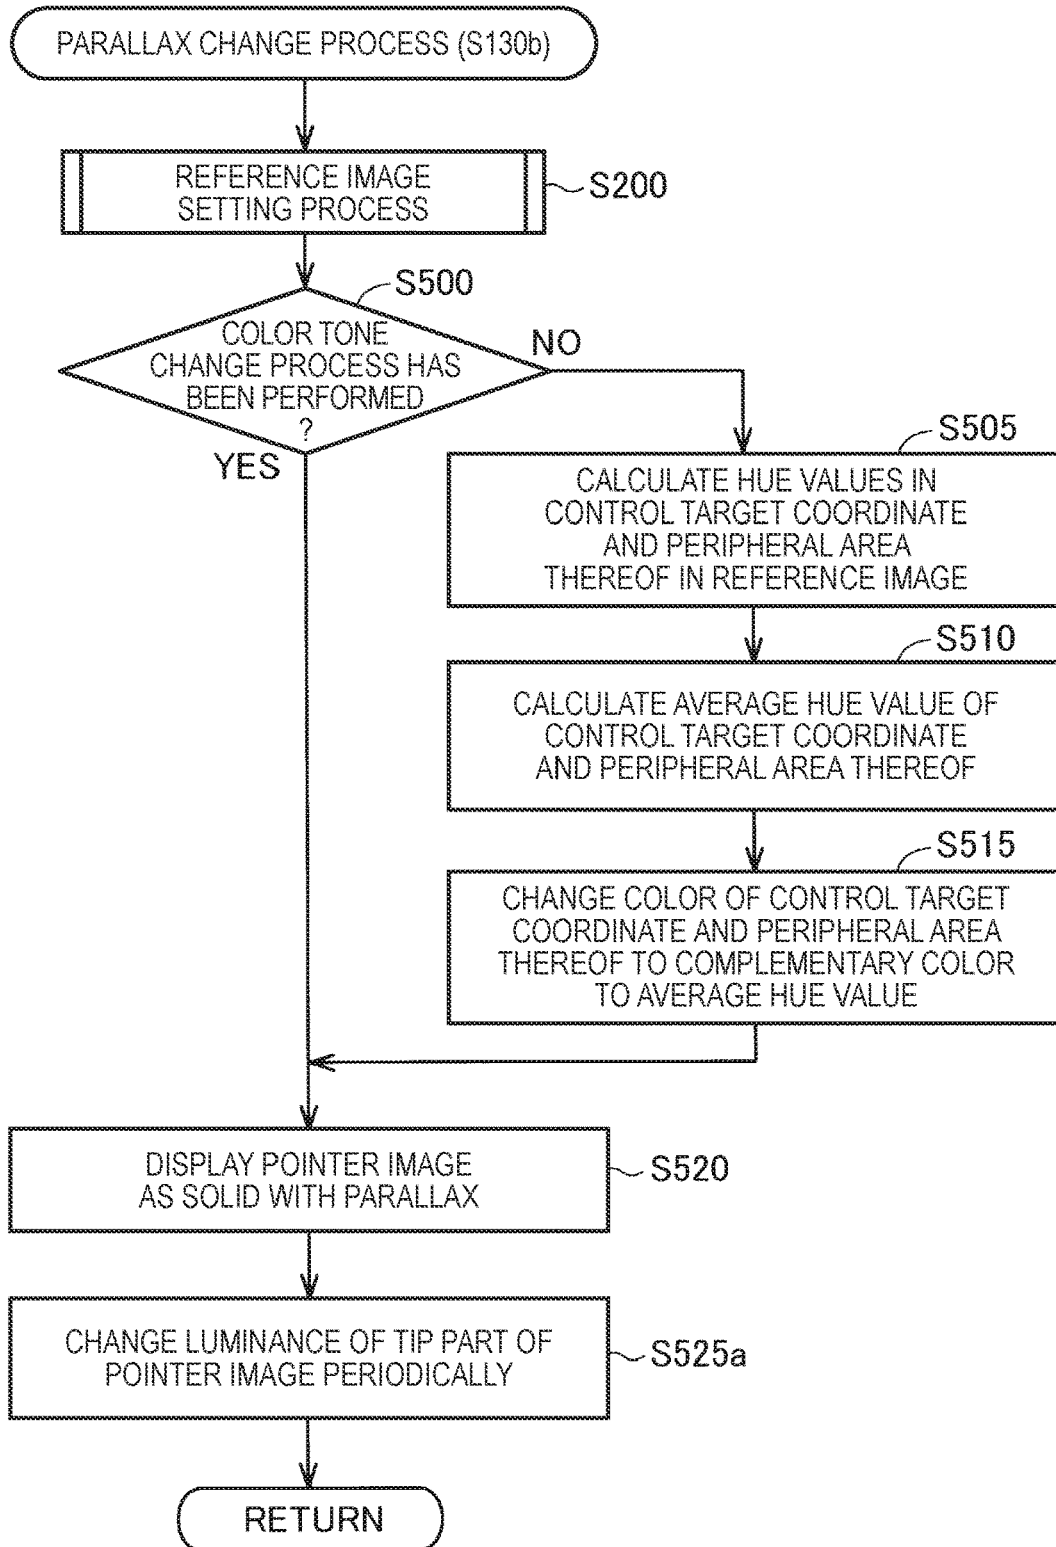 PARALLAX CHANGE PROCESS (S130b)
REFERENCE IMAGE
SETTING PROCESS
S200
S500
COLOR TONE
CHANGE PROCESS HAS
BEEN PERFORMED
?
NO
YES
S505
CALCULATE HUE VALUES IN
CONTROL TARGET COORDINATE
AND PERIPHERAL AREA
THEREOF IN REFERENCE IMAGE
S510
CALCULATE AVERAGE HUE VALUE OF
CONTROL TARGET COORDINATE
AND PERIPHERAL AREA THEREOF
S515
CHANGE COLOR OF CONTROL TARGET
COORDINATE AND PERIPHERAL AREA
THEREOF TO COMPLEMENTARY COLOR
TO AVERAGE HUE VALUE
DISPLAY POINTER IMAGE
AS SOLID WITH PARALLAX
S520
CHANGE LUMINANCE OF TIP PART OF
POINTER IMAGE PERIODICALLY
S525a
RETURN